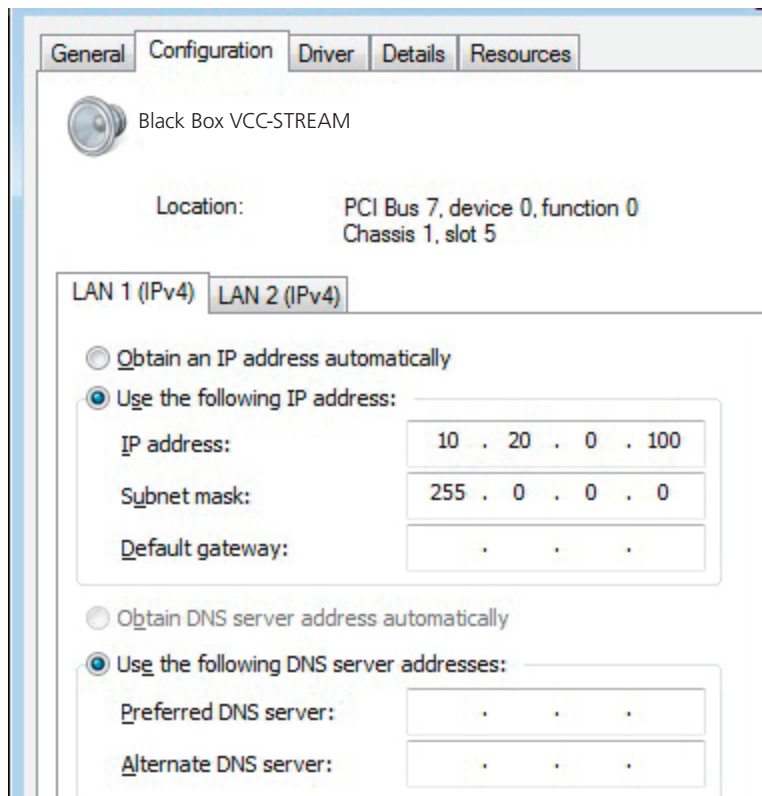 General Configuration Driver Details Resources
Black Box VCC-STREAM
Location: PCI Bus 7, device 0, function 0
Chassis 1, slot 5
LAN 1 (IPv4) LAN 2 (IPv4)
Obtain an IP address automatically
Use the following IP address:
IP address: 10 . 20 . 0 . 100
Subnet mask: 255 . 0 . 0 . 0
Default gateway: . . .
Obtain DNS server address automatically
Use the following DNS server addresses:
Preferred DNS server: . . .
Alternate DNS server: . . .